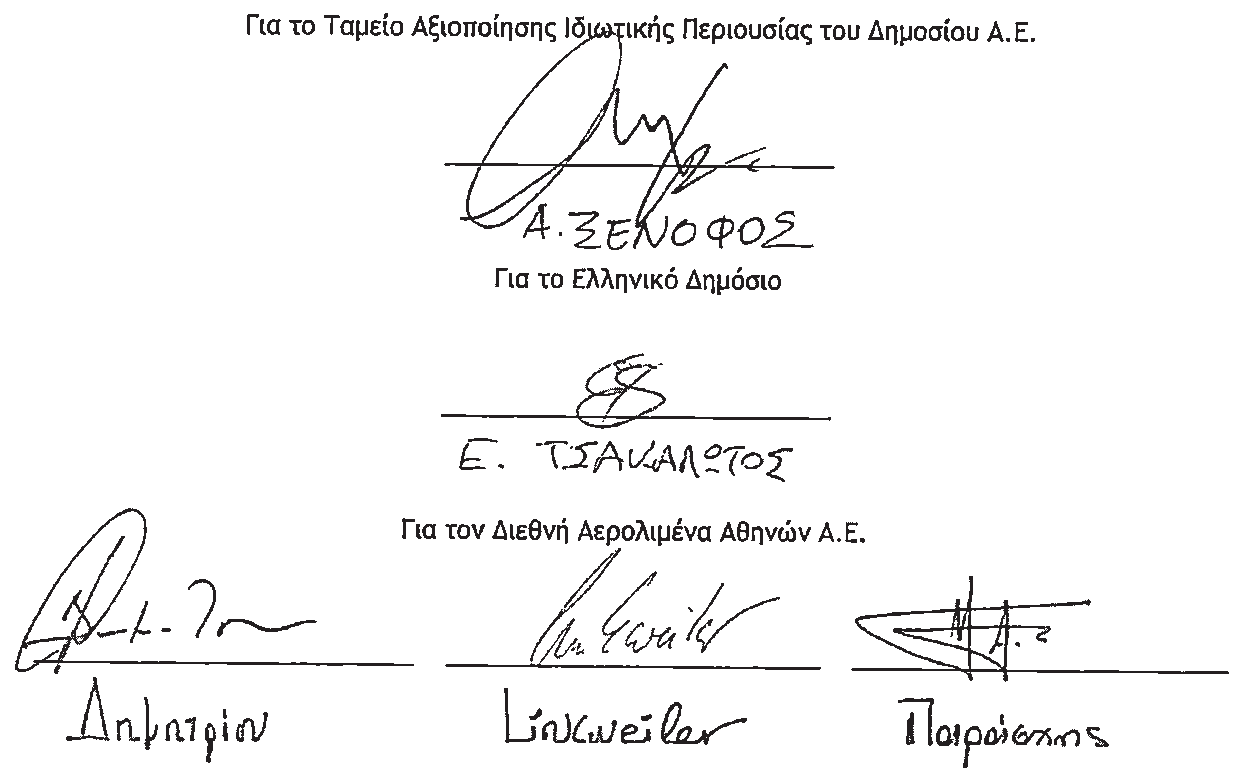 Για το Ταμείο Αξιοποίησης Ιδιωτικής Περιουσίας του Δημοσίου Α.Ε.
Α. ΞΕΝΟΦΟΣ
Για το Ελληνικό Δημόσιο
Ε. ΤΣΑΚΑΛΩΤΟΣ
Για τον Διεθνή Αερολιμένα Αθηνών Α.Ε.
Δημητρίου Linkweiler Παράσχης